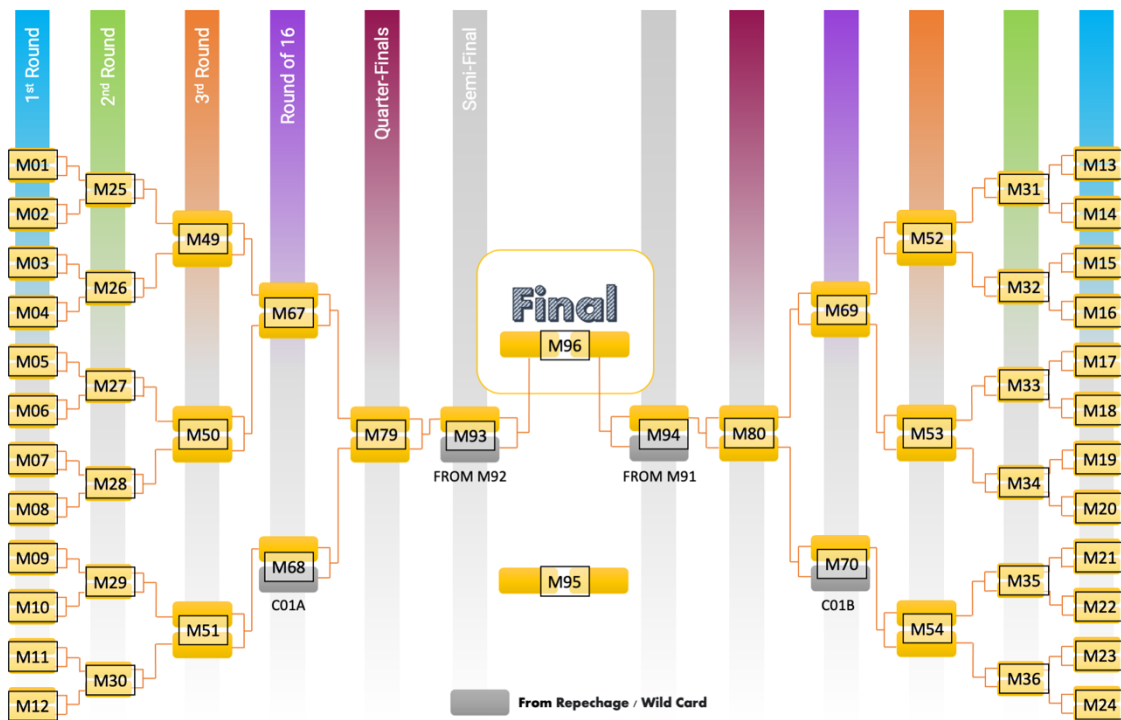 1st Round
2nd Round
3rd Round
Round of 16
Quarter-Finals
Semi-Final
M01
M02
M03
M04
M05
M06
M07
M08
M09
M10
M11
M12
M25
M26
M27
M28
M29
M30
M49
M50
M51
M67
M68
C01A
M79
M93
FROM M92
Final
M96
M95
M94
FROM M91
M80
M69
M70
C01B
M52
M53
M54
M31
M32
M33
M34
M35
M36
M13
M14
M15
M16
M17
M18
M19
M20
M21
M22
M23
M24
From Repechage / Wild Card